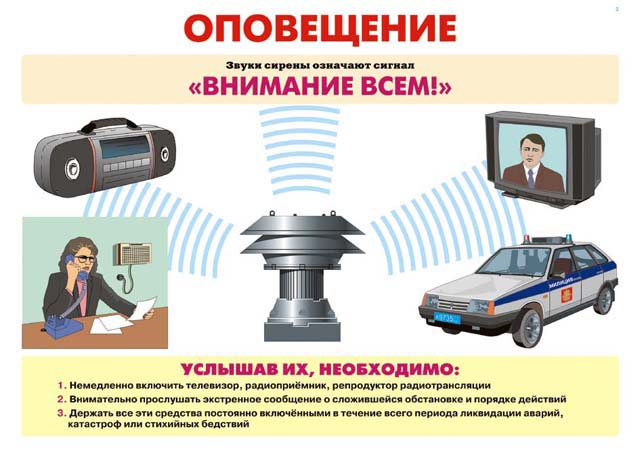 2
ОПОВЕЩЕНИЕ
Звуки сирены означают сигнал
«ВНИМАНИЕ ВСЕМ!»
МИЛИЦИЯ
УСЛЫШАВ ИХ, НЕОБХОДИМО:
1. Немедленно включить телевизор, радиоприёмник, репродуктор радиотрансляции
2. Внимательно прослушать экстренное сообщение о сложившейся обстановке и порядке действий
3. Держать все эти средства постоянно включёнными в течение всего периода ликвидации аварий,
катастроф или стихийных бедствий